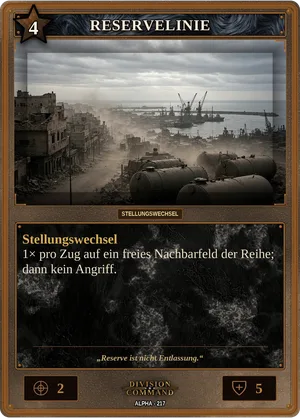 4
RESERVELINIE
STELLUNGSWECHSEL
Stellungswechsel
1× pro Zug auf ein freies Nachbarfeld der Reihe;
dann kein Angriff.
„Reserve ist nicht Entlassung.“
2
DIVISION
COMMAND
ALPHA · 217
5